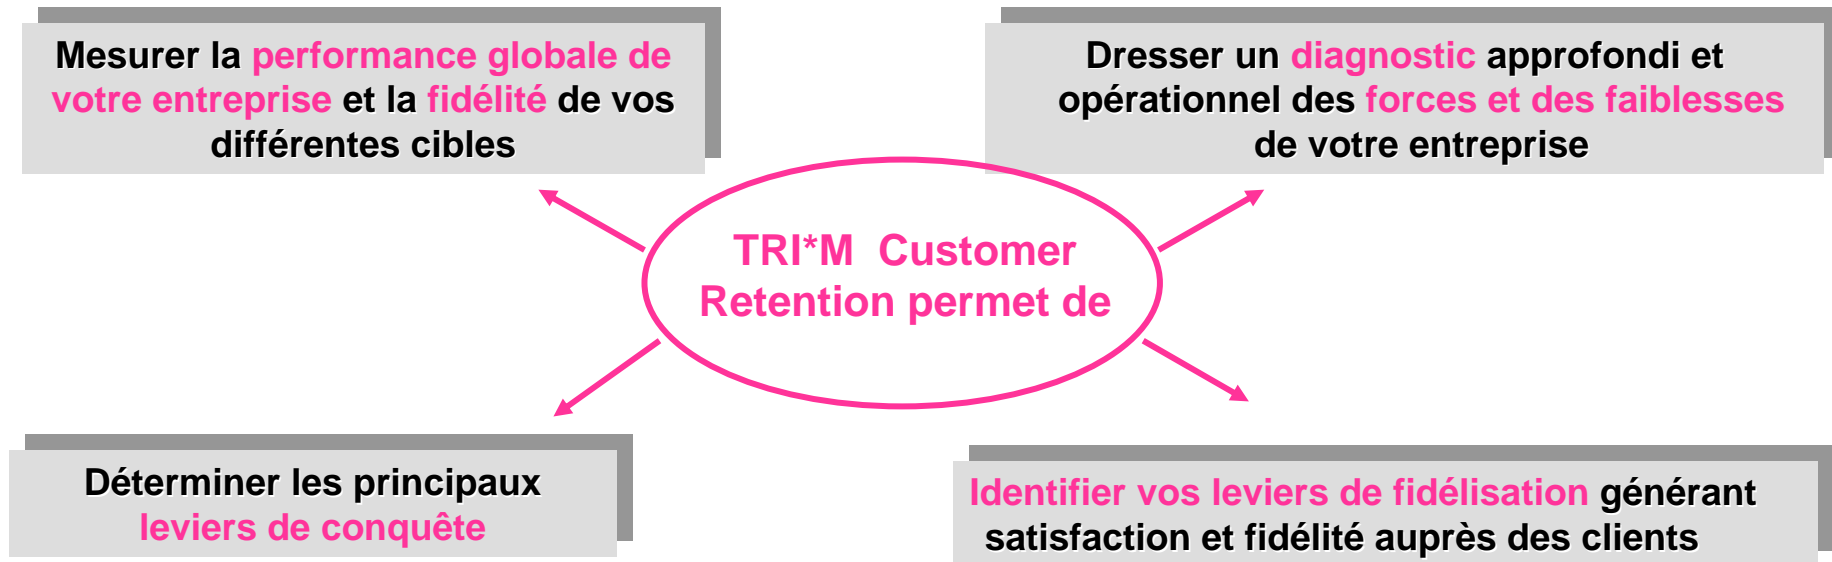 Mesurer la performance globale de
votre entreprise et la fidélité de vos
différentes cibles
Dresser un diagnostic approfondi et
opérationnel des forces et des faiblesses
de votre entreprise
TRI*M Customer
Retention permet de
Déterminer les principaux
leviers de conquête
Identifier vos leviers de fidélisation générant
satisfaction et fidélité auprès des clients